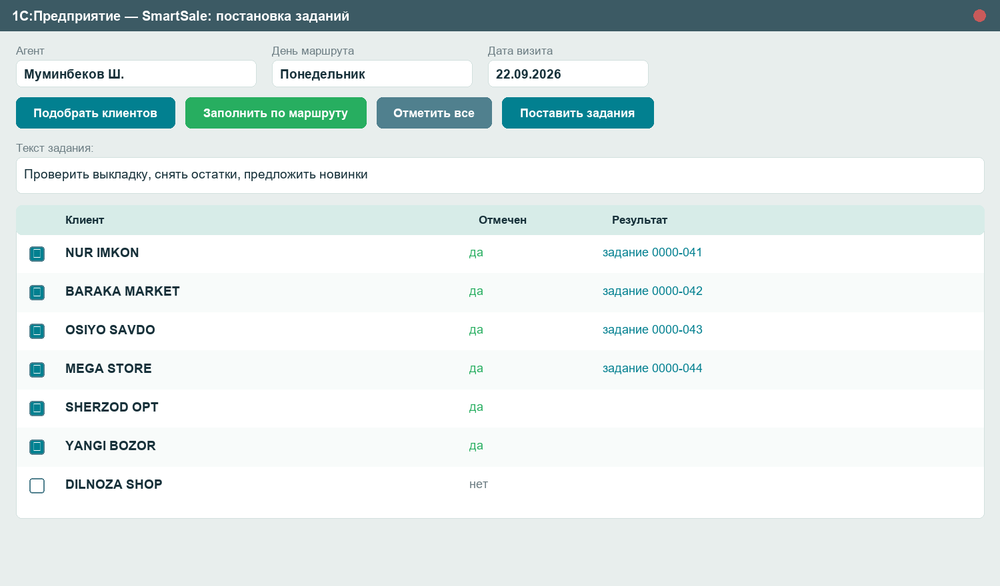 1С:Предприятие — SmartSale: постановка заданий
Агент День маршрута Дата визита
Муминбеков Ш. Понедельник 22.09.2026
Подобрать клиентов Заполнить по маршруту Отметить все Поставить задания
Текст задания:
Проверить выкладку, снять остатки, предложить новинки
Клиент Отмечен Результат
NUR IMKON да задание 0000-041
BARAKA MARKET да задание 0000-042
OSIYO SAVDO да задание 0000-043
MEGA STORE да задание 0000-044
SHERZOD OPT да
YANGI BOZOR да
DILNOZA SHOP нет